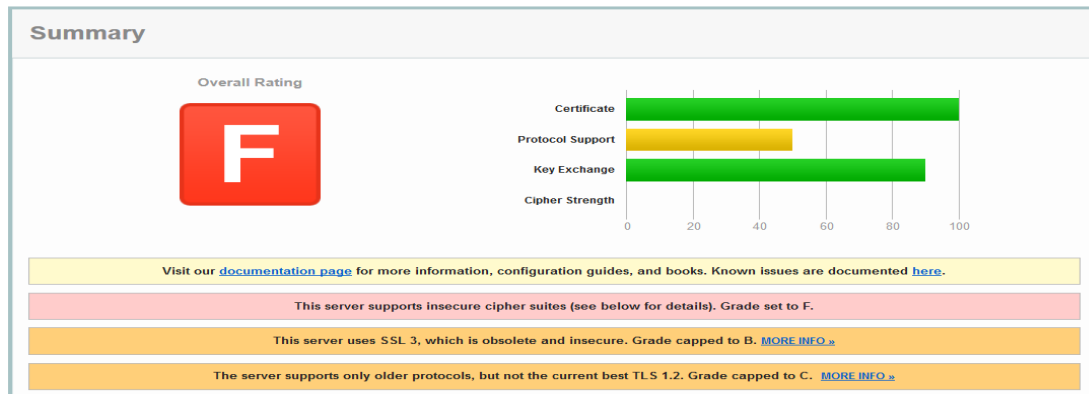 Summary
Overall Rating
F
Certificate
Protocol Support
Key Exchange
Cipher Strength
0 20 40 60 80 100
Visit our documentation page for more information, configuration guides, and books. Known issues are documented here.
This server supports insecure cipher suites (see below for details). Grade set to F.
This server uses SSL 3, which is obsolete and insecure. Grade capped to B. MORE INFO »
The server supports only older protocols, but not the current best TLS 1.2. Grade capped to C. MORE INFO »